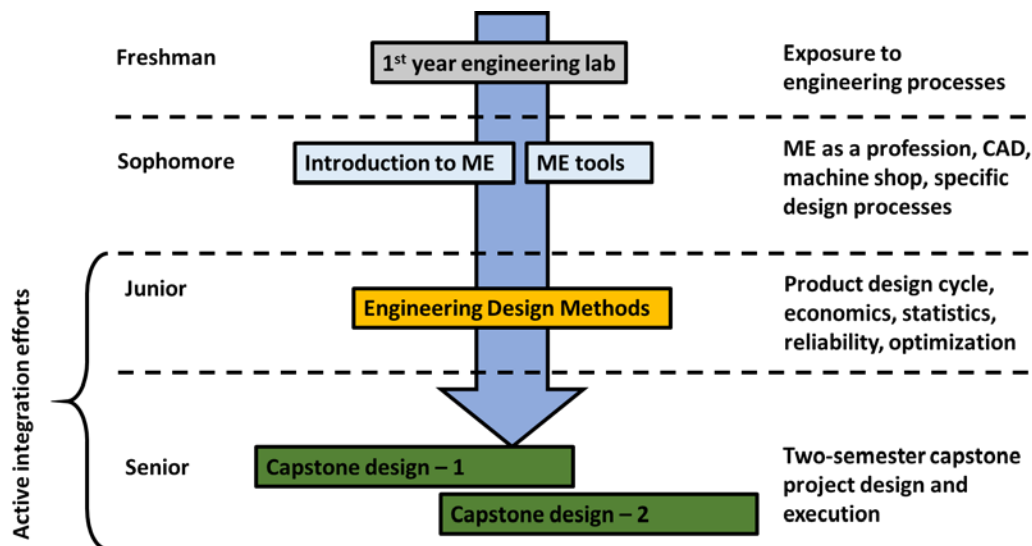 Freshman
1st year engineering lab
Exposure to
engineering processes
Sophomore
Introduction to ME
ME tools
ME as a profession, CAD,
machine shop, specific
design processes
Active integration efforts
Junior
Engineering Design Methods
Product design cycle,
economics, statistics,
reliability, optimization
Senior
Capstone design – 1
Capstone design – 2
Two-semester capstone
project design and
execution